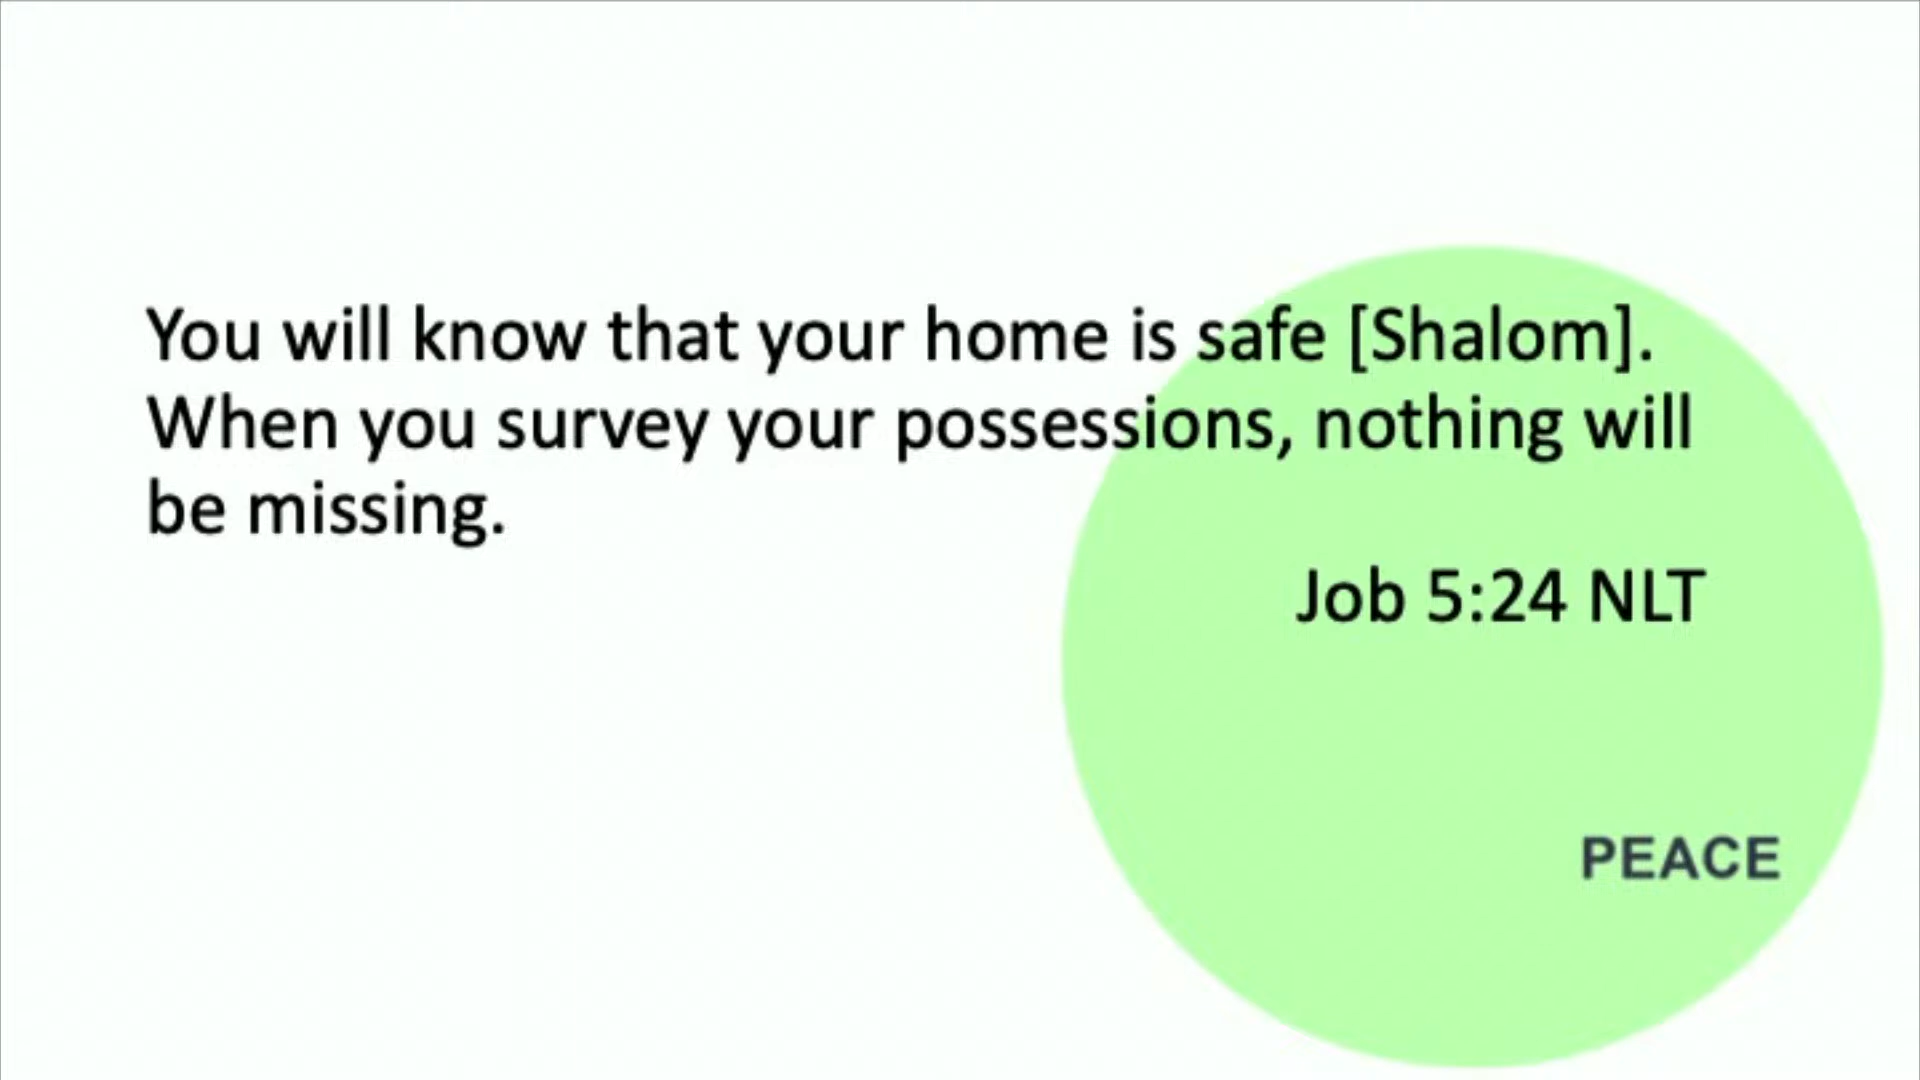 You will know that your home is safe [Shalom].
When you survey your possessions, nothing will
be missing.
Job 5:24 NLT
PEACE